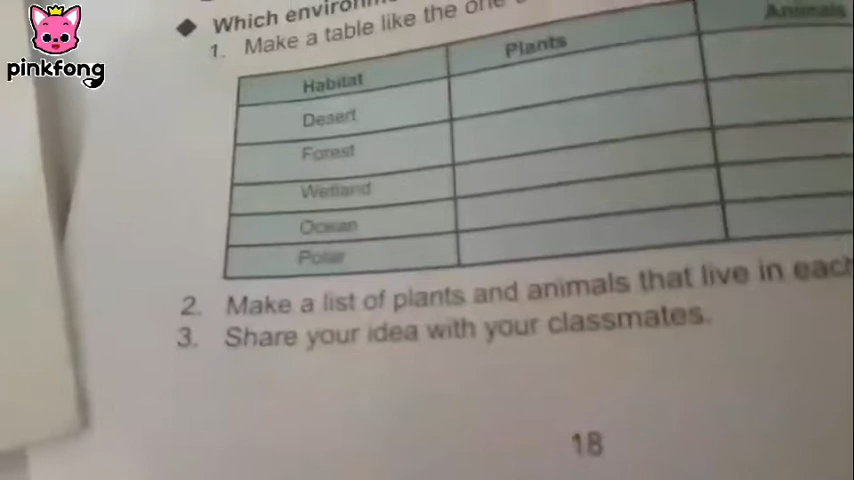 pinkfong
◆ Which
1. Make a table like the one
Habitat Plants Animals
Desert
Forest
Wetland
Ocean
Polar
2. Make a list of plants and animals that live in each
3. Share your idea with your classmates.
18